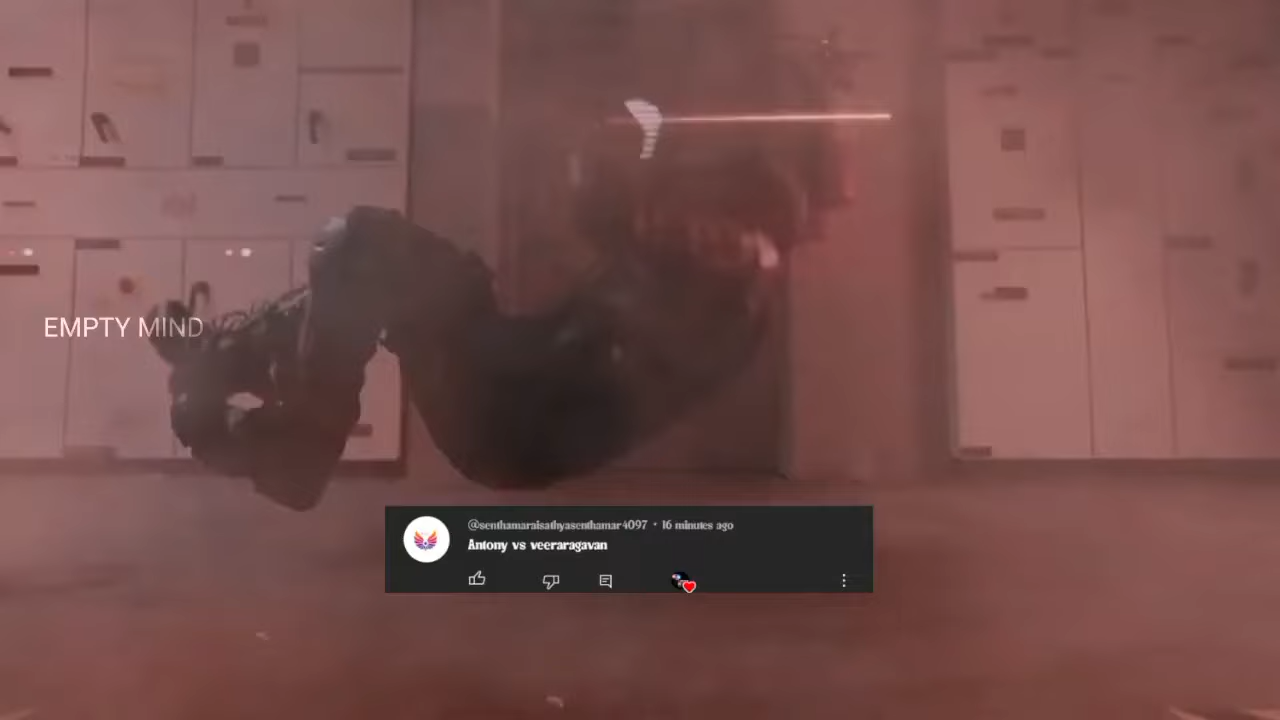 EMPTY MIND
@senthamaraisathyasenthamar4097 · 16 minutes ago
Antony vs veeraragavan